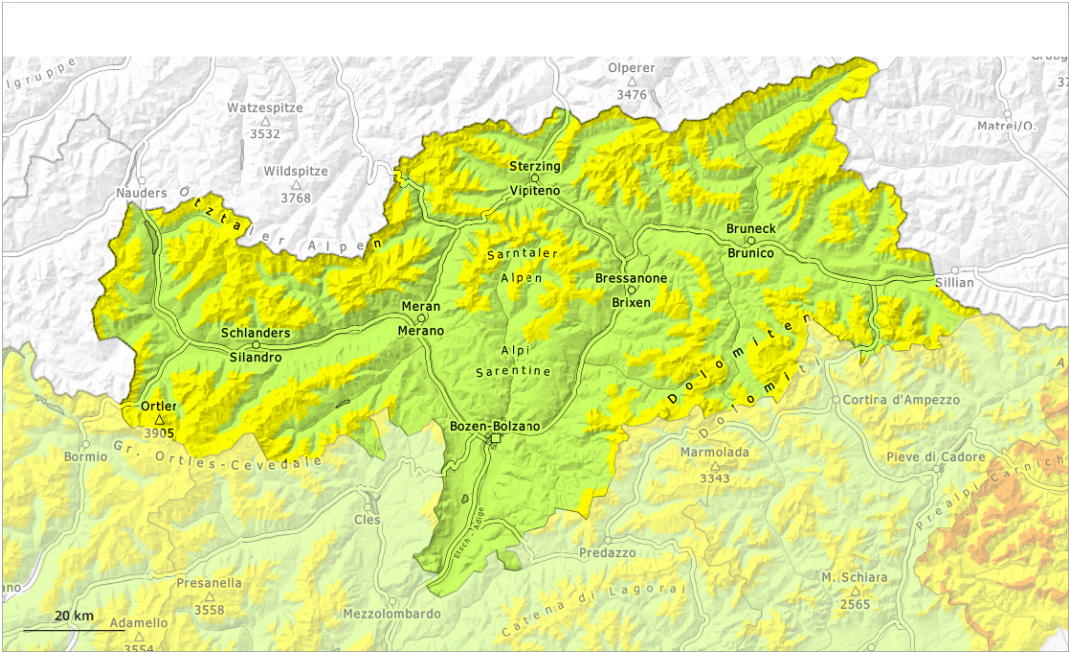 lgruppe
Olperer
3476
Watzespitze
3532
Matrei/O.
Wildspitze
3768
Nauders
Sterzing
Vipiteno
Ötztaler Alpen
Bruneck
Brunico
Sarntaler
Alpen
Bressanone
Brixen
Sillian
Meran
Merano
Schlanders
Silandro
Alpi
Sarentine
Dolomiten
Dolomiti
Ortler
3905
Cortina d'Ampezzo
Bozen-Bolzano
Gr. Ortles-Cevedale
Bormio
Marmolada
3343
Pieve di Cadore
Prealpi Carnich
Cles
Etsch - Adige
Predazzo
Presanella
3558
M. Schiara
2565
Catena di Lagorai
Mezzolombardo
20 km
Adamello
3554